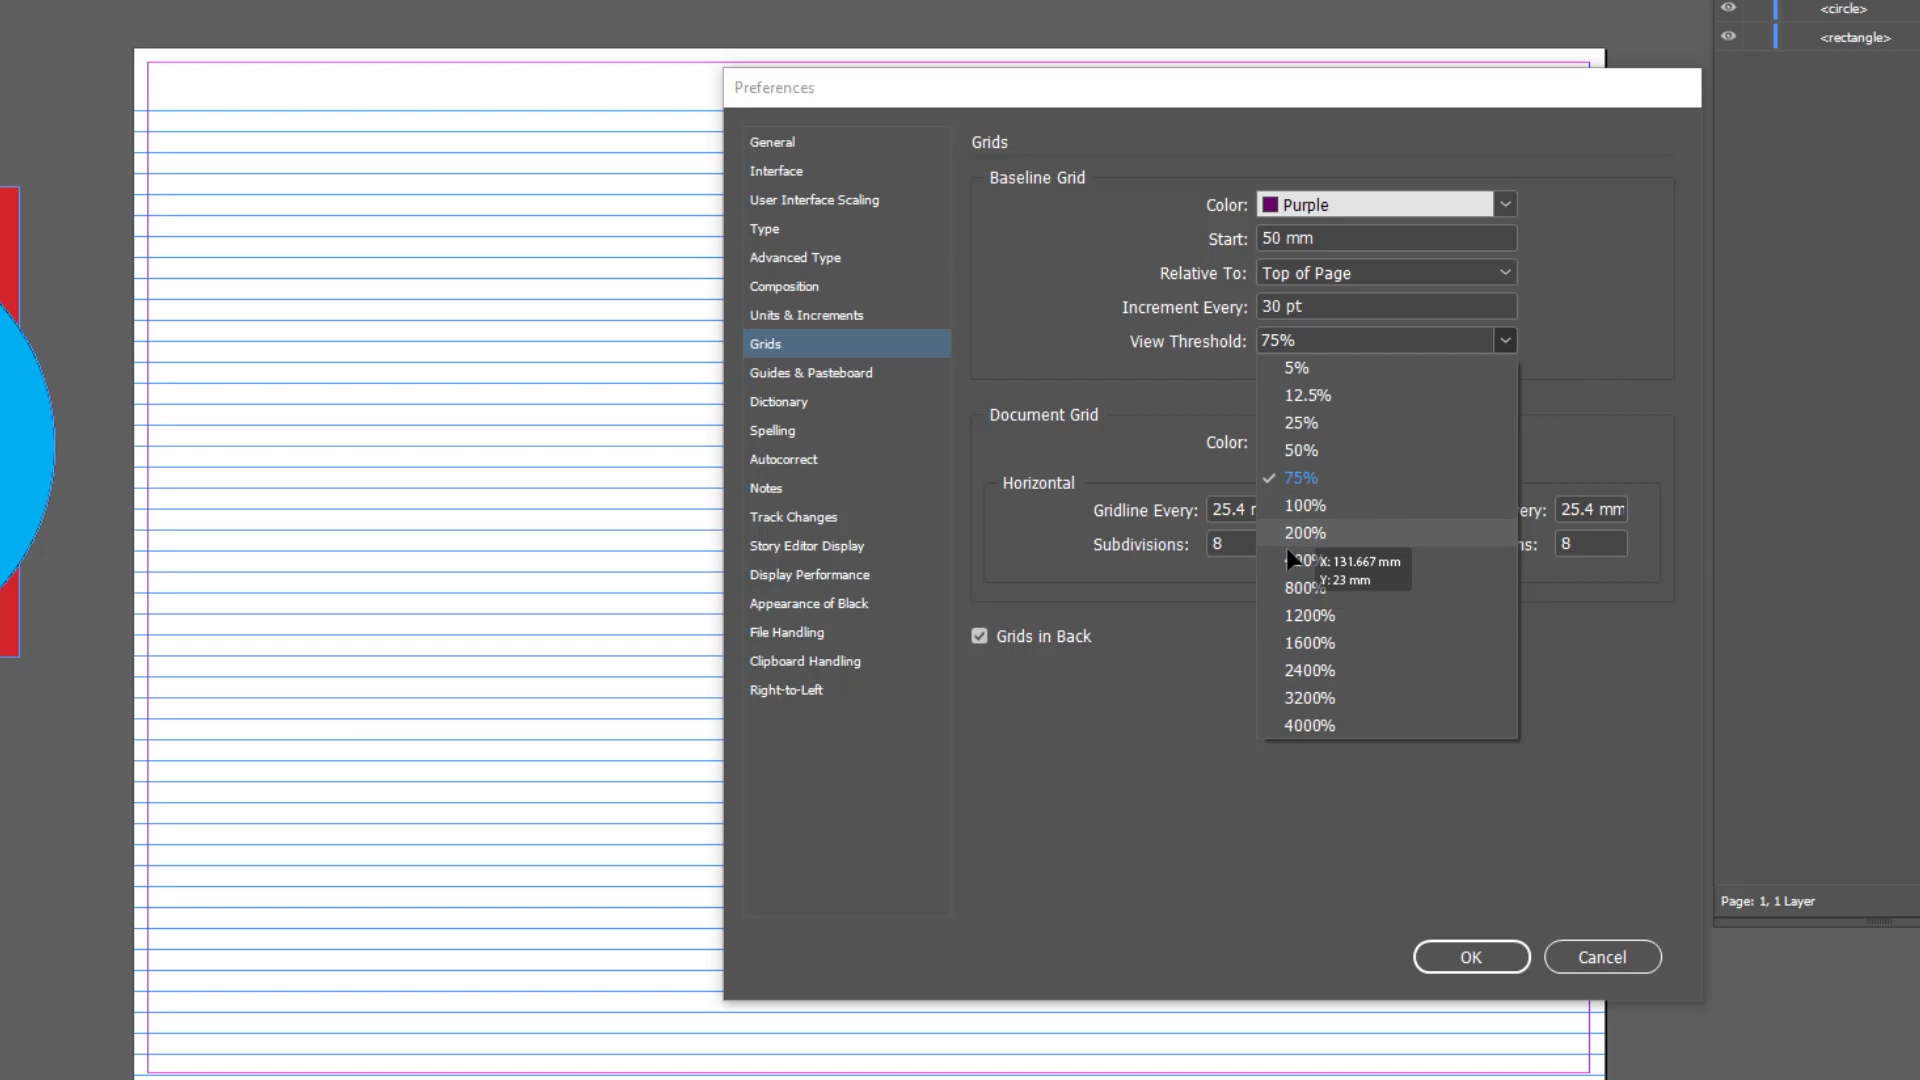 <circle>
<rectangle>
Preferences
General
Interface
User Interface Scaling
Type
Advanced Type
Composition
Units & Increments
Grids
Guides & Pasteboard
Dictionary
Spelling
Autocorrect
Notes
Track Changes
Story Editor Display
Display Performance
Appearance of Black
File Handling
Clipboard Handling
Right-to-Left
Grids
Baseline Grid
Color: Purple
Start: 50 mm
Relative To: Top of Page
Increment Every: 30 pt
View Threshold: 75%
5%
12.5%
25%
50%
75%
100%
200%
800%
1200%
1600%
2400%
3200%
4000%
X: 131.667 mm
Y: 23 mm
Document Grid
Color:
Horizontal
Gridline Every: 25.4
25.4 mm
Subdivisions: 8
8
Grids in Back
OK
Cancel
Page: 1, 1 Layer